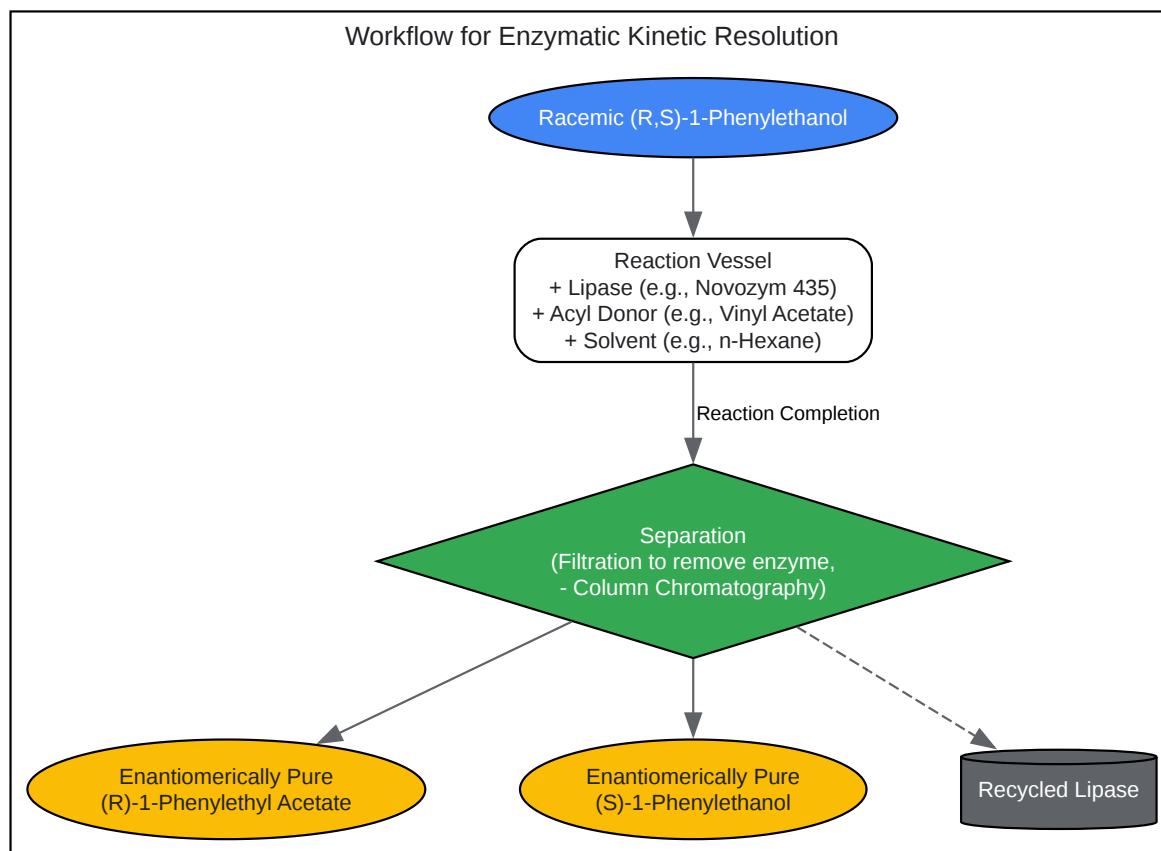 Workflow for Enzymatic Kinetic Resolution
Racemic (R,S)-1-Phenylethanol
Reaction Vessel
+ Lipase (e.g., Novozym 435)
+ Acyl Donor (e.g., Vinyl Acetate)
+ Solvent (e.g., n-Hexane)
Reaction Completion
Separation
(Filtration to remove enzyme,
- Column Chromatography)
Enantiomerically Pure
(R)-1-Phenylethyl Acetate
Enantiomerically Pure
(S)-1-Phenylethanol
Recycled Lipase